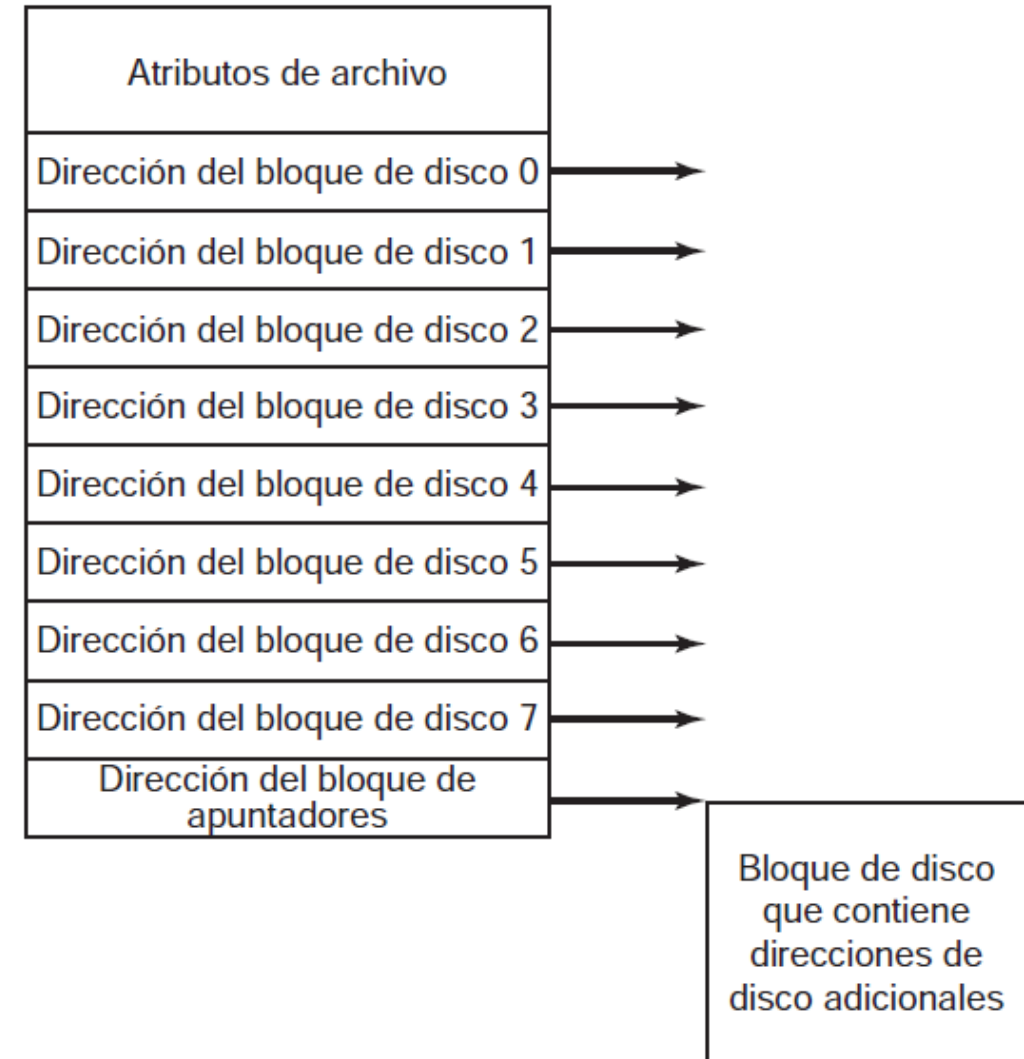 Atributos de archivo
Dirección del bloque de disco 0
Dirección del bloque de disco 1
Dirección del bloque de disco 2
Dirección del bloque de disco 3
Dirección del bloque de disco 4
Dirección del bloque de disco 5
Dirección del bloque de disco 6
Dirección del bloque de disco 7
Dirección del bloque de
apuntadores
Bloque de disco
que contiene
direcciones de
disco adicionales